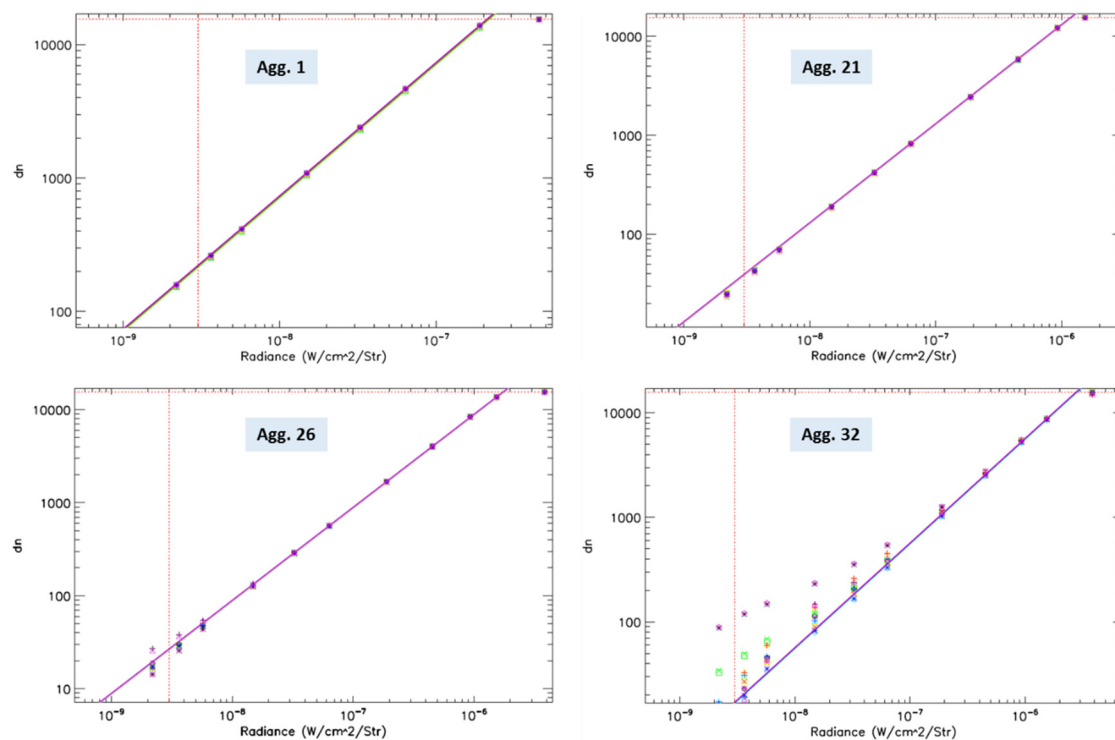 10000
1000
100
dn
Agg. 1
10⁻⁹ 10⁻⁸ 10⁻⁷
Radiance (W/cm^2/Str)
10000
1000
100
dn
Agg. 21
10⁻⁹ 10⁻⁸ 10⁻⁷ 10⁻⁶
Radiance (W/cm^2/Str)
10000
1000
100
10
dn
Agg. 26
10⁻⁹ 10⁻⁸ 10⁻⁷ 10⁻⁶
Radiance (W/cm^2/Str)
10000
1000
100
dn
Agg. 32
10⁻⁹ 10⁻⁸ 10⁻⁷ 10⁻⁶
Radiance (W/cm^2/Str)